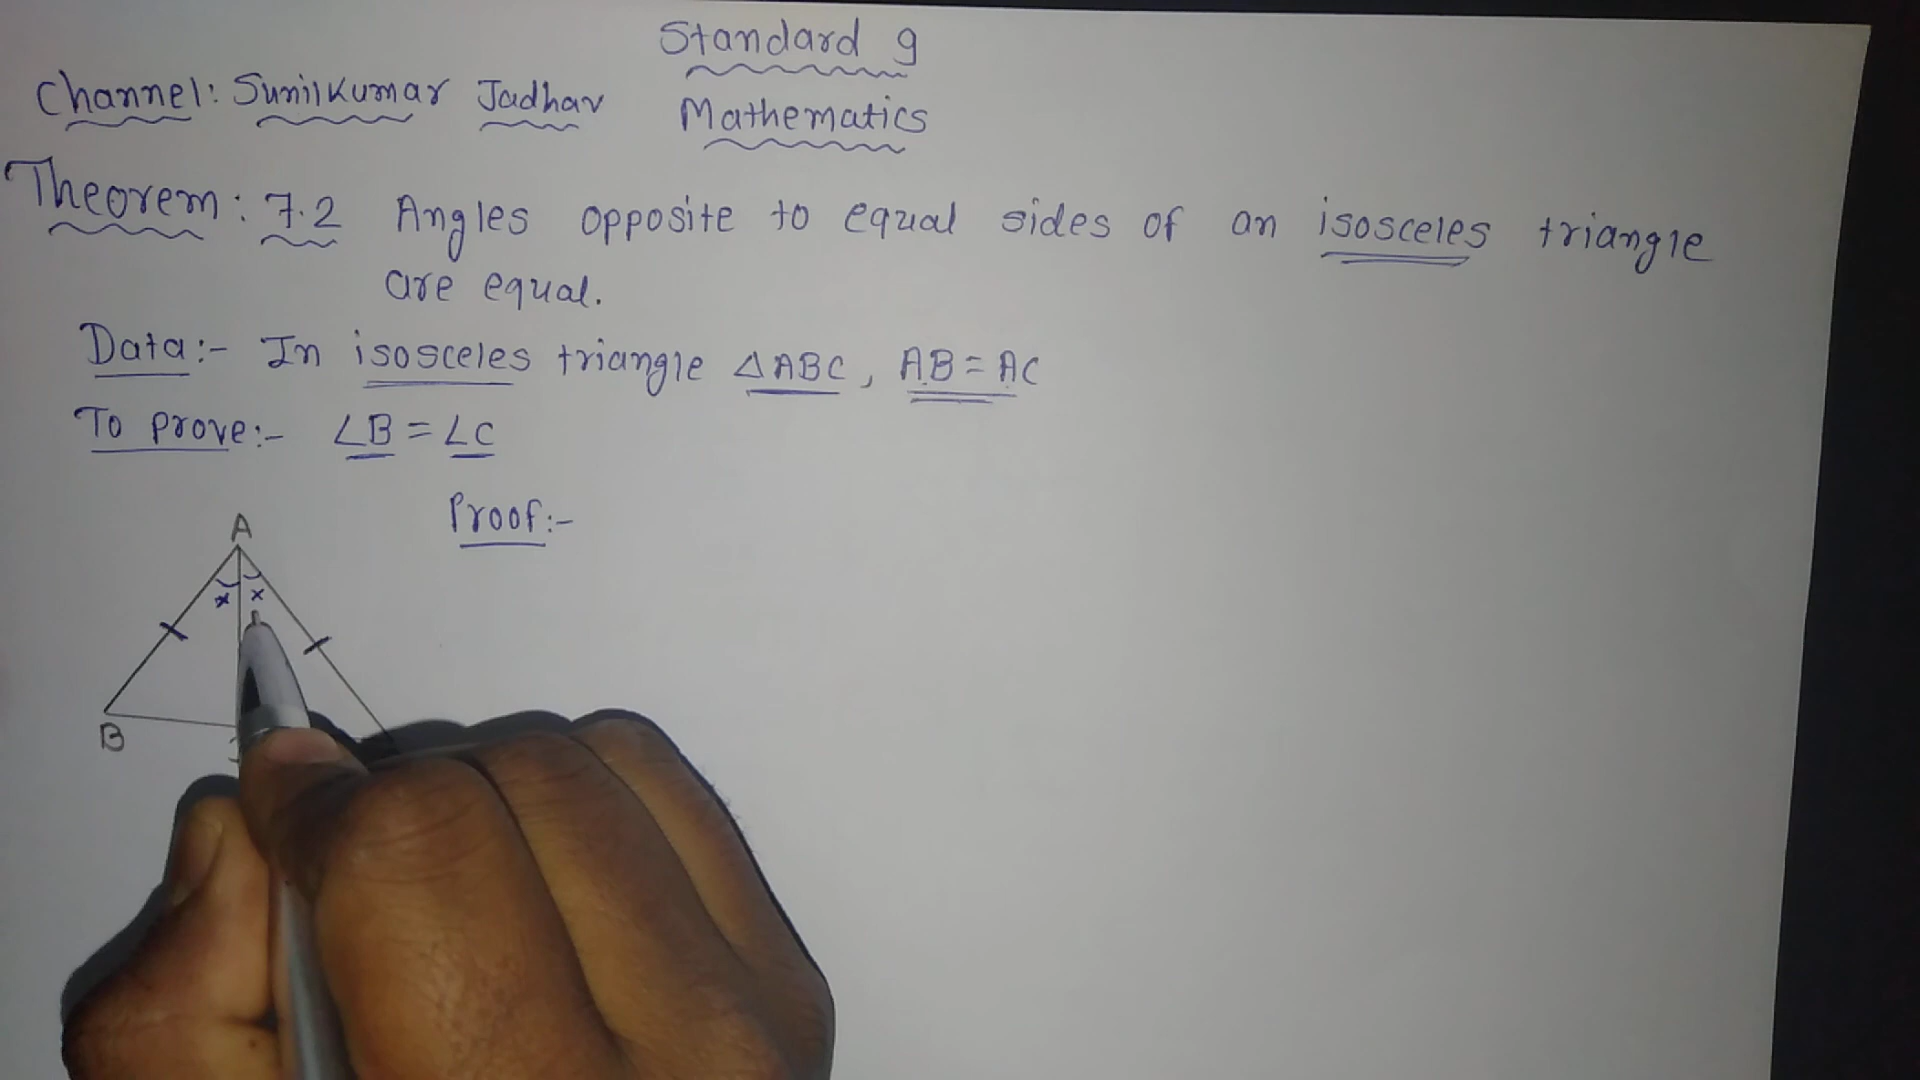 Standard 9
Channel: Sunilkumar Jadhav
Mathematics
Theorem: 7.2 Angles opposite to equal sides of an isosceles triangle
are equal.
Data:- In isosceles triangle △ABC, AB = AC
To prove:- ∠B = ∠C
Proof:-
A
x x
B